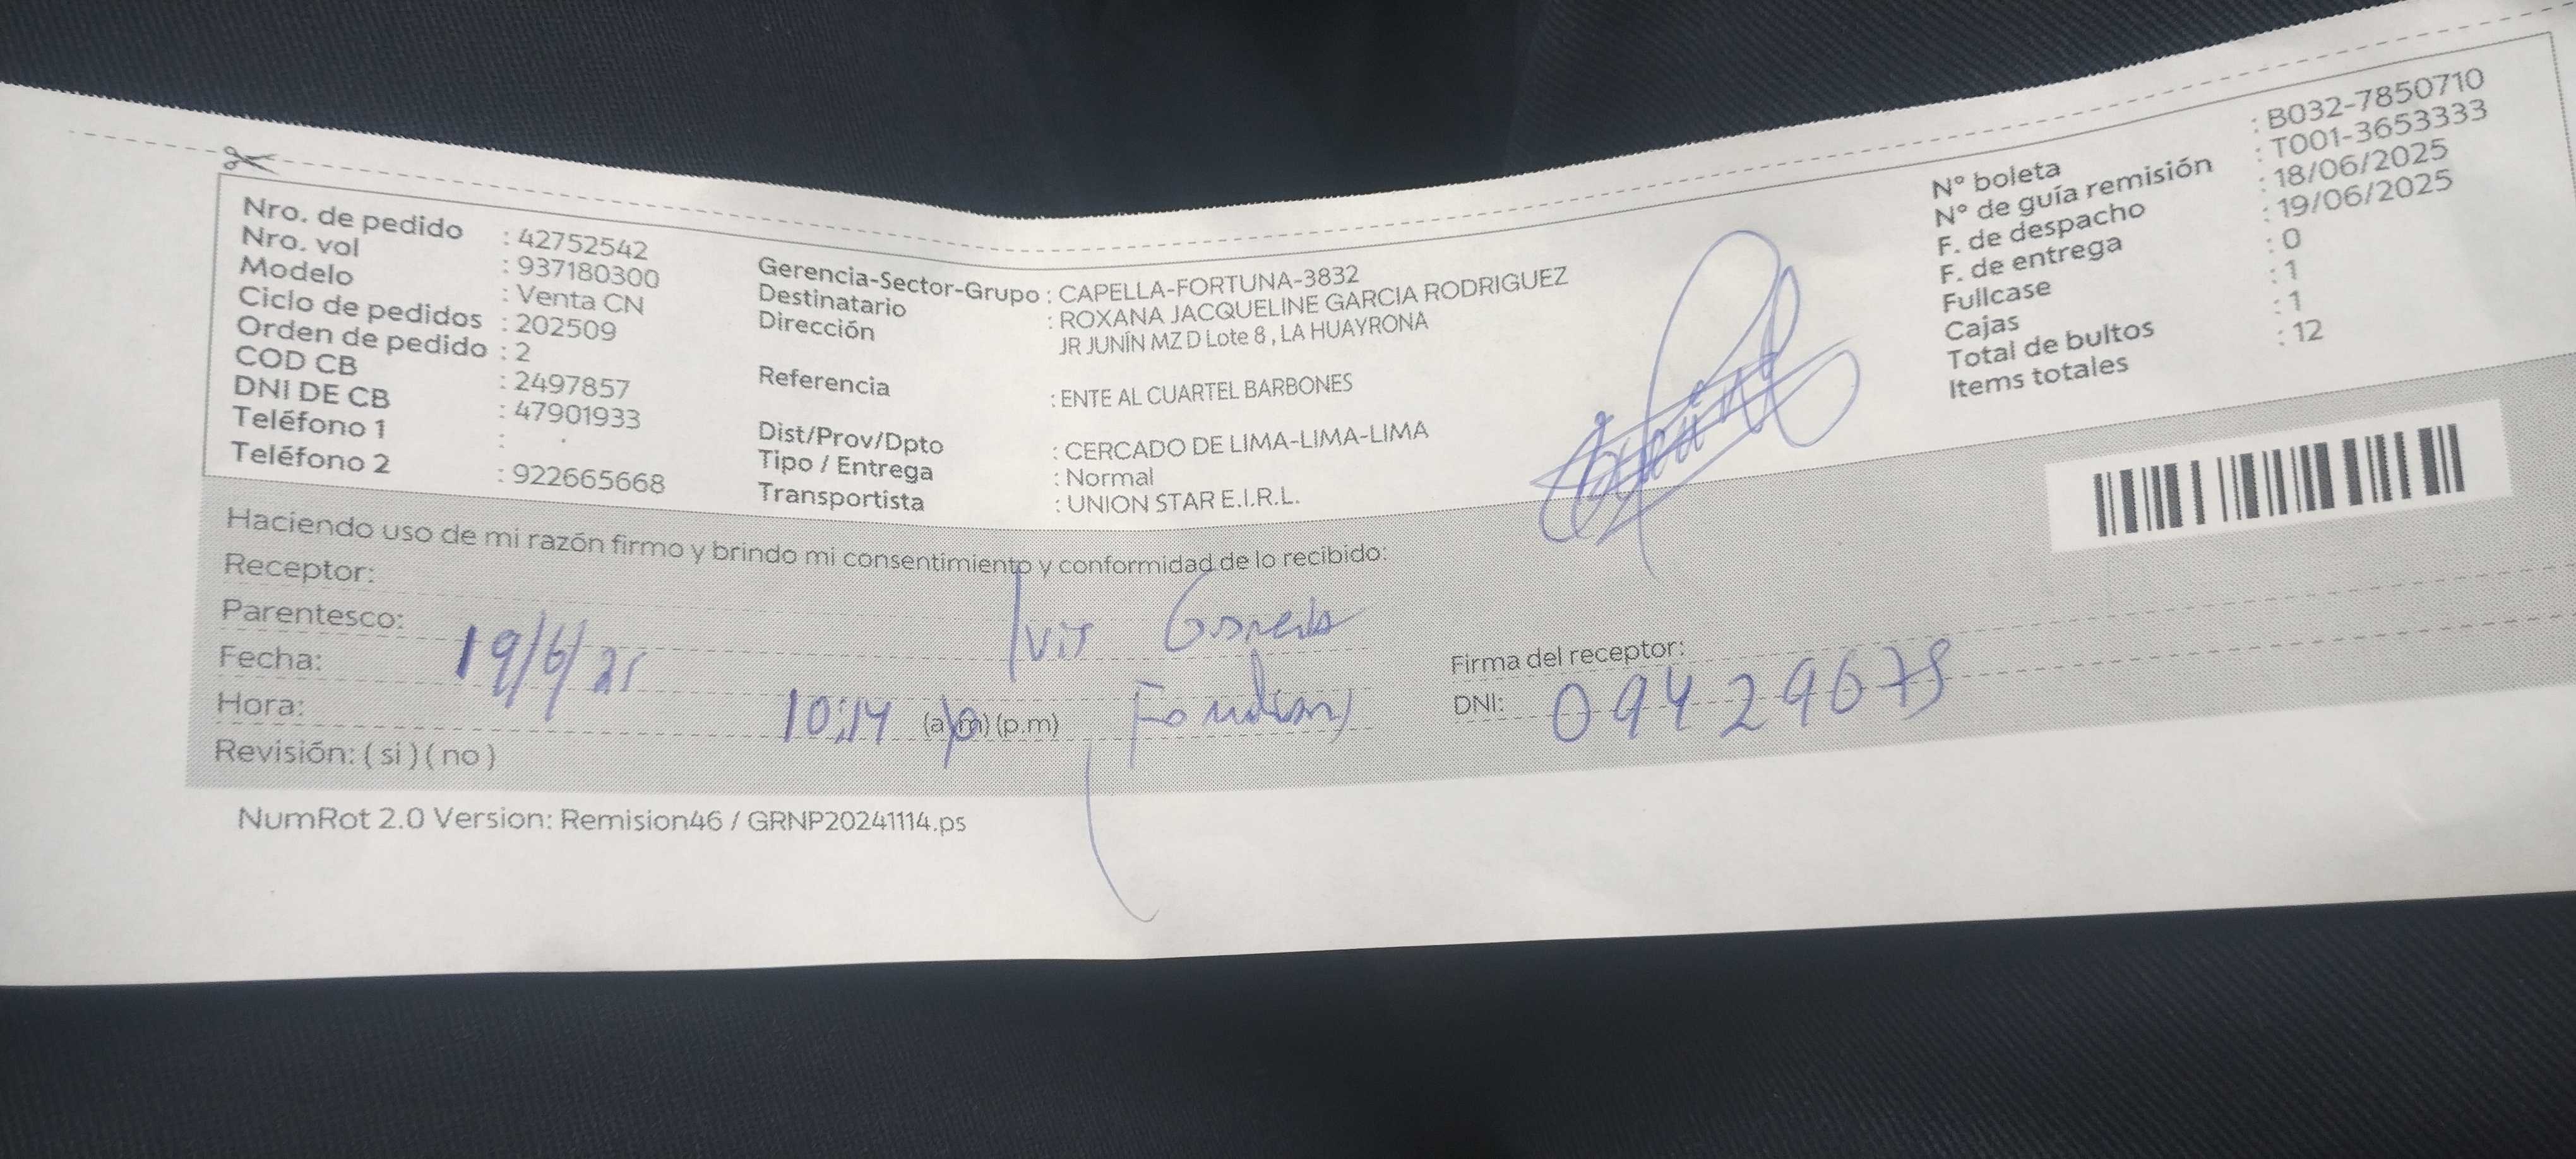 Nro. de pedido : 42752542
Nro. vol : 937180300
Modelo : Venta CN
Ciclo de pedidos : 202509
Orden de pedido : 2
COD CB : 2497857
DNI DE CB : 47901933
Teléfono 1 :
Teléfono 2 : 922665668
Gerencia-Sector-Grupo : CAPELLA-FORTUNA-3832
Destinatario : ROXANA JACQUELINE GARCIA RODRIGUEZ
Dirección JR JUNÍN MZ D Lote 8 , LA HUAYRONA
Referencia : ENTE AL CUARTEL BARBONES
Dist/Prov/Dpto : CERCADO DE LIMA-LIMA-LIMA
Tipo / Entrega : Normal
Transportista : UNION STAR E.I.R.L.
N° boleta : B032-7850710
N° de guía remisión : T001-3653333
F. de despacho : 18/06/2025
F. de entrega : 19/06/2025
Fullcase : 0
Cajas : 1
Total de bultos : 1
Items totales : 12
Haciendo uso de mi razón firmo y brindo mi consentimiento y conformidad de lo recibido:
Receptor:
Parentesco:
Fecha: 19/6/25
Hora: 10:14 (a.m) (p.m)
Revisión: ( si ) ( no )
Firma del receptor:
DNI:
NumRot 2.0 Version: Remision46 / GRNP20241114.ps